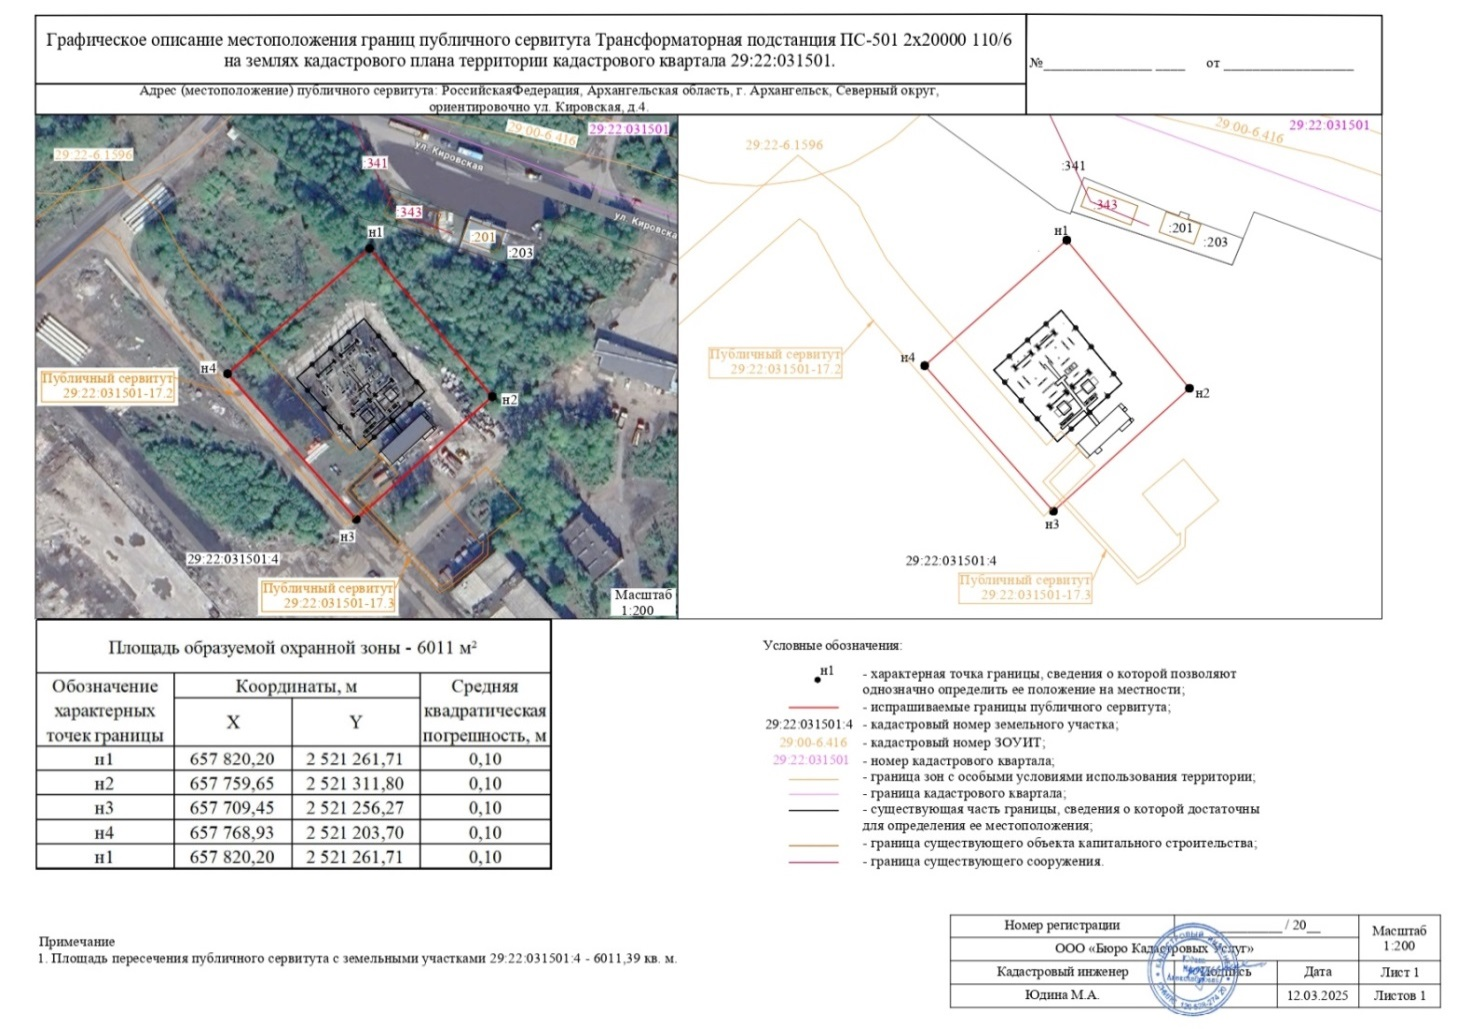 Графическое описание местоположения границ публичного сервитута Трансформаторная подстанция ПС-501 2х20000 110/6
на землях кадастрового плана территории кадастрового квартала 29:22:031501.
№_______________ ____ от __________________
Адрес (местоположение) публичного сервитута: РоссийскаяФедерация, Архангельская область, г. Архангельск, Северный округ,
ориентировочно ул. Кировская, д.4.
29:22-6.1596
ул. Кировская
29:00-6.416
29:22:031501
:341
:343
ул. Кировска
:201
:203
н1
н4
Публичный сервитут
29:22:031501-17.2
н2
н3
29:22:031501:4
Публичный сервитут
29:22:031501-17.3
Масштаб
1:200
29:22-6.1596
29:00-6.416
29:22:031501
:341
:343
:201
:203
н1
Публичный сервитут
29:22:031501-17.2
н4
н2
н3
29:22:031501:4
Публичный сервитут
29:22:031501-17.3
Площадь образуемой охранной зоны - 6011 м²
Обозначение характерных точек границы
Координаты, м
Средняя квадратическая погрешность, м
X Y
н1 657 820,20 2 521 261,71 0,10
н2 657 759,65 2 521 311,80 0,10
н3 657 709,45 2 521 256,27 0,10
н4 657 768,93 2 521 203,70 0,10
н1 657 820,20 2 521 261,71 0,10
Условные обозначения:
н1 - характерная точка границы, сведения о которой позволяют
однозначно определить ее положение на местности;
- испрашиваемые границы публичного сервитута;
29:22:031501:4 - кадастровый номер земельного участка;
29:00-6.416 - кадастровый номер ЗОУИТ;
29:22:031501 - номер кадастрового квартала;
- граница зон с особыми условиями использования территории;
- граница кадастрового квартала;
- существующая часть границы, сведения о которой достаточны
для определения ее местоположения;
- граница существующего объекта капитального строительства;
- граница существующего сооружения.
Примечание
1. Площадь пересечения публичного сервитута с земельными участками 29:22:031501:4 - 6011,39 кв. м.
Номер регистрации ________ / 20__
Масштаб
1:200
ООО «Бюро Кадастровых Услуг»
Кадастровый инженер Подпись Дата Лист 1
Юдина М.А. 12.03.2025 Листов 1